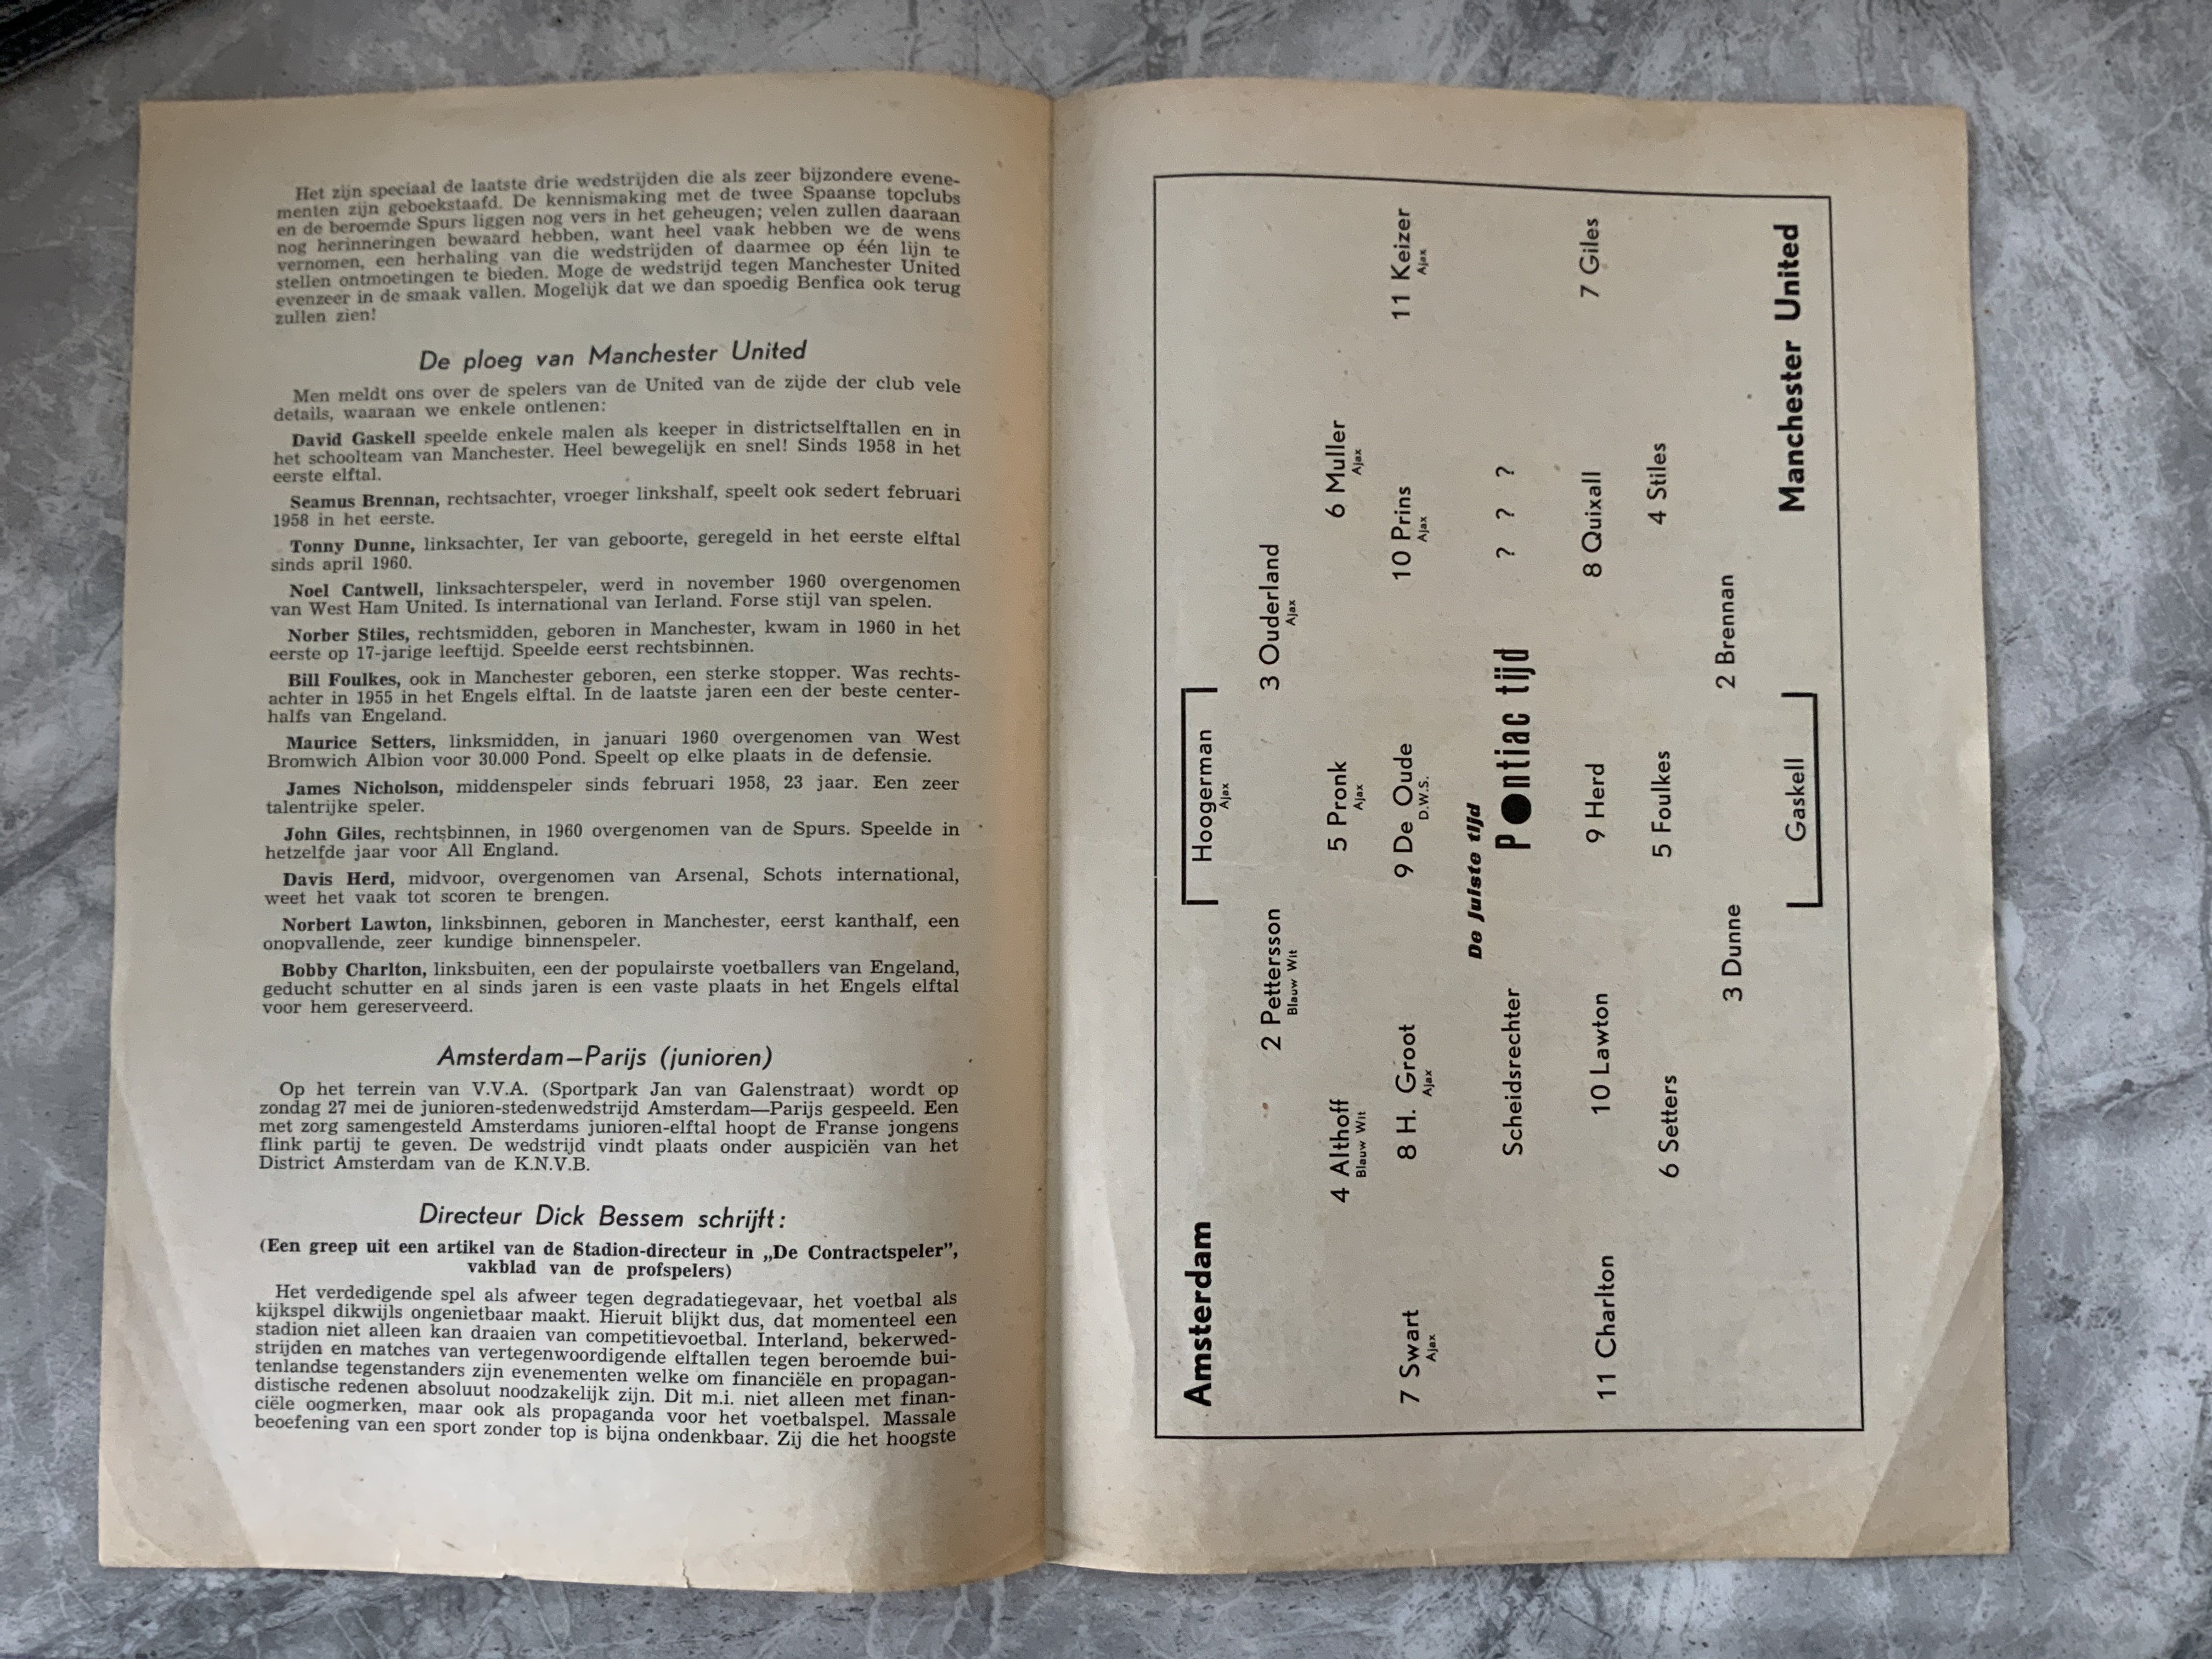 Het zijn speciaal de laatste drie wedstrijden die als zeer bijzondere evene-
menten zijn geboekstaafd. De kennismaking met de twee Spaanse topclubs
en de beroemde Spurs liggen nog vers in het geheugen; velen zullen daaraan
nog herinneringen bewaard hebben, want heel vaak hebben we de wens
vernomen, een herhaling van die wedstrijden of daarmee op één lijn te
stellen ontmoetingen te bieden. Moge de wedstrijd tegen Manchester United
evenzeer in de smaak vallen. Mogelijk dat we dan spoedig Benfica ook terug
zullen zien!
De ploeg van Manchester United
Men meldt ons over de spelers van de United van de zijde der club vele
details, waaraan we enkele ontlenen:
David Gaskell speelde enkele malen als keeper in districtselftallen en in
het schoolteam van Manchester. Heel bewegelijk en snel! Sinds 1958 in het
eerste elftal.
Seamus Brennan, rechtsachter, vroeger linkshalf, speelt ook sedert februari
1958 in het eerste.
Tonny Dunne, linksachter, Ier van geboorte, geregeld in het eerste elftal
sinds april 1960.
Noel Cantwell, linksachterspeler, werd in november 1960 overgenomen
van West Ham United. Is international van Ierland. Forse stijl van spelen.
Norber Stiles, rechtsmidden, geboren in Manchester, kwam in 1960 in het
eerste op 17-jarige leeftijd. Speelde eerst rechtsbinnen.
Bill Foulkes, ook in Manchester geboren, een sterke stopper. Was rechts-
achter in 1955 in het Engels elftal. In de laatste jaren een der beste center-
halfs van Engeland.
Maurice Setters, linksmidden, in januari 1960 overgenomen van West
Bromwich Albion voor 30.000 Pond. Speelt op elke plaats in de defensie.
James Nicholson, middenspeler sinds februari 1958, 23 jaar. Een zeer
talentrijke speler.
John Giles, rechtsbinnen, in 1960 overgenomen van de Spurs. Speelde in
hetzelfde jaar voor All England.
Davis Herd, midvoor, overgenomen van Arsenal, Schots international,
weet het vaak tot scoren te brengen.
Norbert Lawton, linksbinnen, geboren in Manchester, eerst kanthalf, een
onopvallende, zeer kundige binnenspeler.
Bobby Charlton, linksbuiten, een der populairste voetballers van Engeland,
geducht schutter en al sinds jaren is een vaste plaats in het Engels elftal
voor hem gereserveerd.
Amsterdam—Parijs (junioren)
Op het terrein van V.V.A. (Sportpark Jan van Galenstraat) wordt op
zondag 27 mei de junioren-stedenwedstrijd Amsterdam—Parijs gespeeld. Een
met zorg samengesteld Amsterdams junioren-elftal hoopt de Franse jongens
flink partij te geven. De wedstrijd vindt plaats onder auspiciën van het
District Amsterdam van de K.N.V.B.
Directeur Dick Bessem schrijft:
(Een greep uit een artikel van de Stadion-directeur in „De Contractspeler”,
vakblad van de profspelers)
Het verdedigende spel als afweer tegen degradatiegevaar, het voetbal als
kijkspel dikwijls ongenietbaar maakt. Hieruit blijkt dus, dat momenteel een
stadion niet alleen kan draaien van competitievoetbal. Interland, bekerwed-
strijden en matches van vertegenwoordigende elftallen tegen beroemde bui-
tenlandse tegenstanders zijn evenementen welke om financiële en propagan-
distische redenen absoluut noodzakelijk zijn. Dit m.i. niet alleen met finan-
ciële oogmerken, maar ook als propaganda voor het voetbalspel. Massale
beoefening van een sport zonder top is bijna ondenkbaar. Zij die het hoogste
Amsterdam
Hoogerman
Ajax
2 Pettersson
Blauw Wit
3 Ouderland
Ajax
4 Althoff
Blauw Wit
5 Pronk
Ajax
6 Muller
Ajax
7 Swart
Ajax
8 H. Groot
Ajax
9 De Oude
D.W.S.
10 Prins
Ajax
11 Keizer
Ajax
De juiste tijd
Scheidsrechter
Pontiac tijd
? ? ?
11 Charlton
10 Lawton
9 Herd
8 Quixall
7 Giles
6 Setters
5 Foulkes
4 Stiles
3 Dunne
2 Brennan
Gaskell
Manchester United